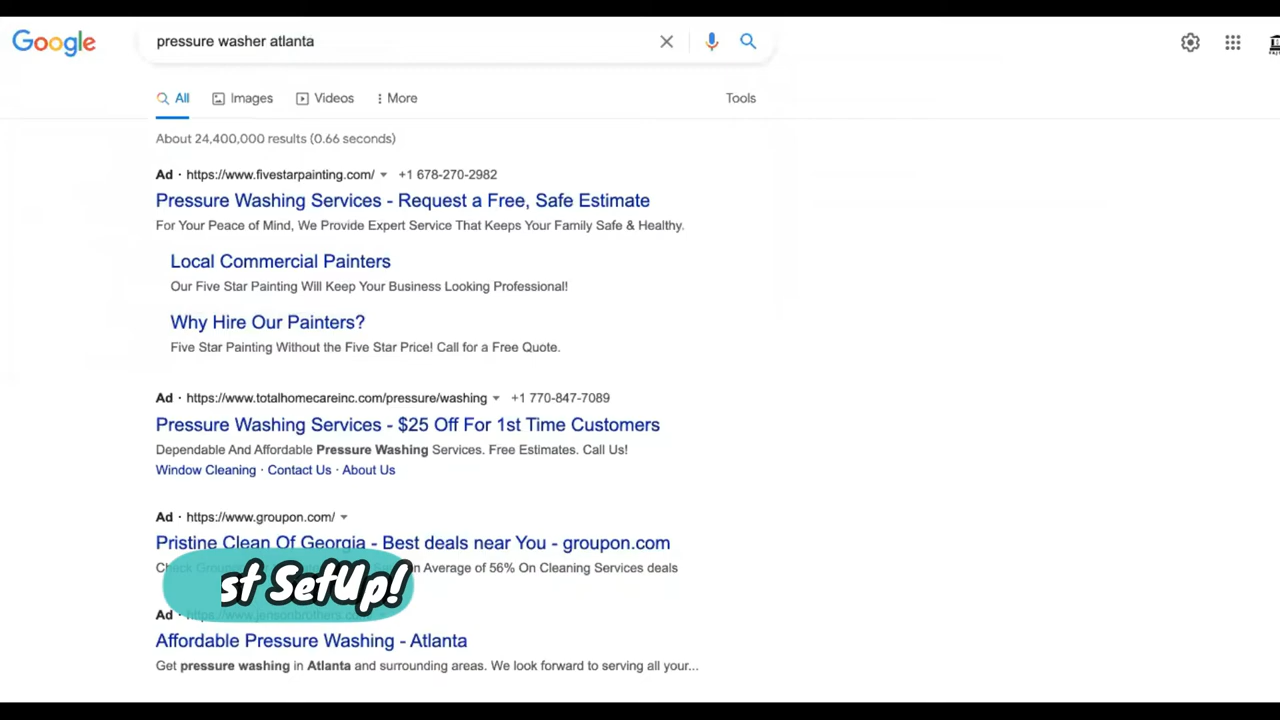 Google
pressure washer atlanta
All Images Videos More Tools
About 24,400,000 results (0.66 seconds)
Ad · https://www.fivestarpainting.com/ +1 678-270-2982
Pressure Washing Services - Request a Free, Safe Estimate
For Your Peace of Mind, We Provide Expert Service That Keeps Your Family Safe & Healthy.
Local Commercial Painters
Our Five Star Painting Will Keep Your Business Looking Professional!
Why Hire Our Painters?
Five Star Painting Without the Five Star Price! Call for a Free Quote.
Ad · https://www.totalhomecareinc.com/pressure/washing +1 770-847-7089
Pressure Washing Services - $25 Off For 1st Time Customers
Dependable And Affordable Pressure Washing Services. Free Estimates. Call Us!
Window Cleaning · Contact Us · About Us
Ad · https://www.groupon.com/
Pristine Clean Of Georgia - Best deals near You - groupon.com
Average of 56% On Cleaning Services deals
st SetUp!
Ad · https://www.jensonbrothers.
Affordable Pressure Washing - Atlanta
Get pressure washing in Atlanta and surrounding areas. We look forward to serving all your...